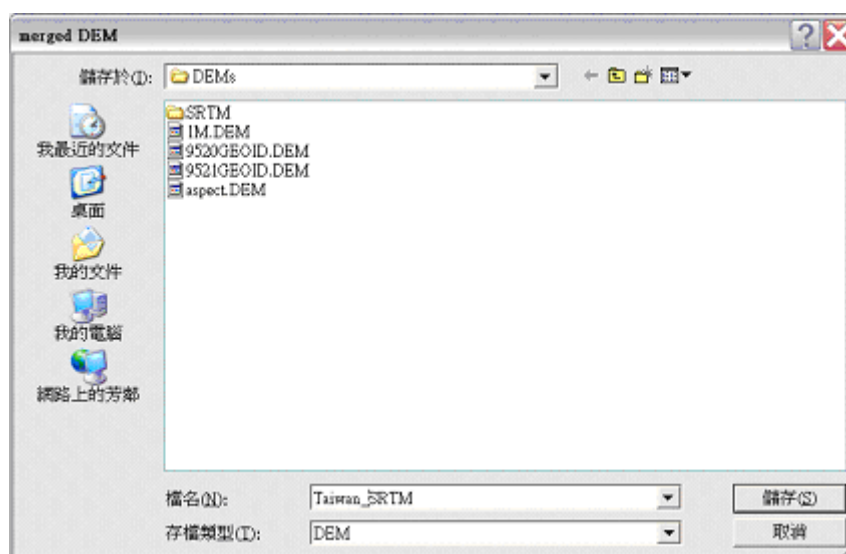 merged DEM
儲存於(I): DEMs
我最近的文件
桌面
我的文件
我的電腦
網路上的芳鄰
SRTM
1M.DEM
9520GEOID.DEM
9521GEOID.DEM
aspect.DEM
檔名(N): Taiwan_SRTM 儲存(S)
存檔類型(T): DEM 取消